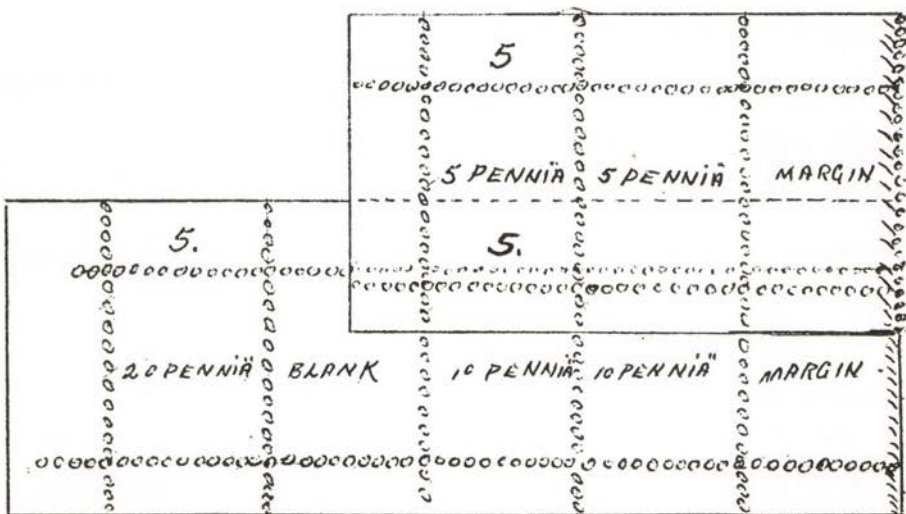 5
5 PENNIÄ 5 PENNIÄ MARGIN
5. 5.
20 PENNIÄ BLANK 10 PENNIÄ 10 PENNIÄ MARGIN